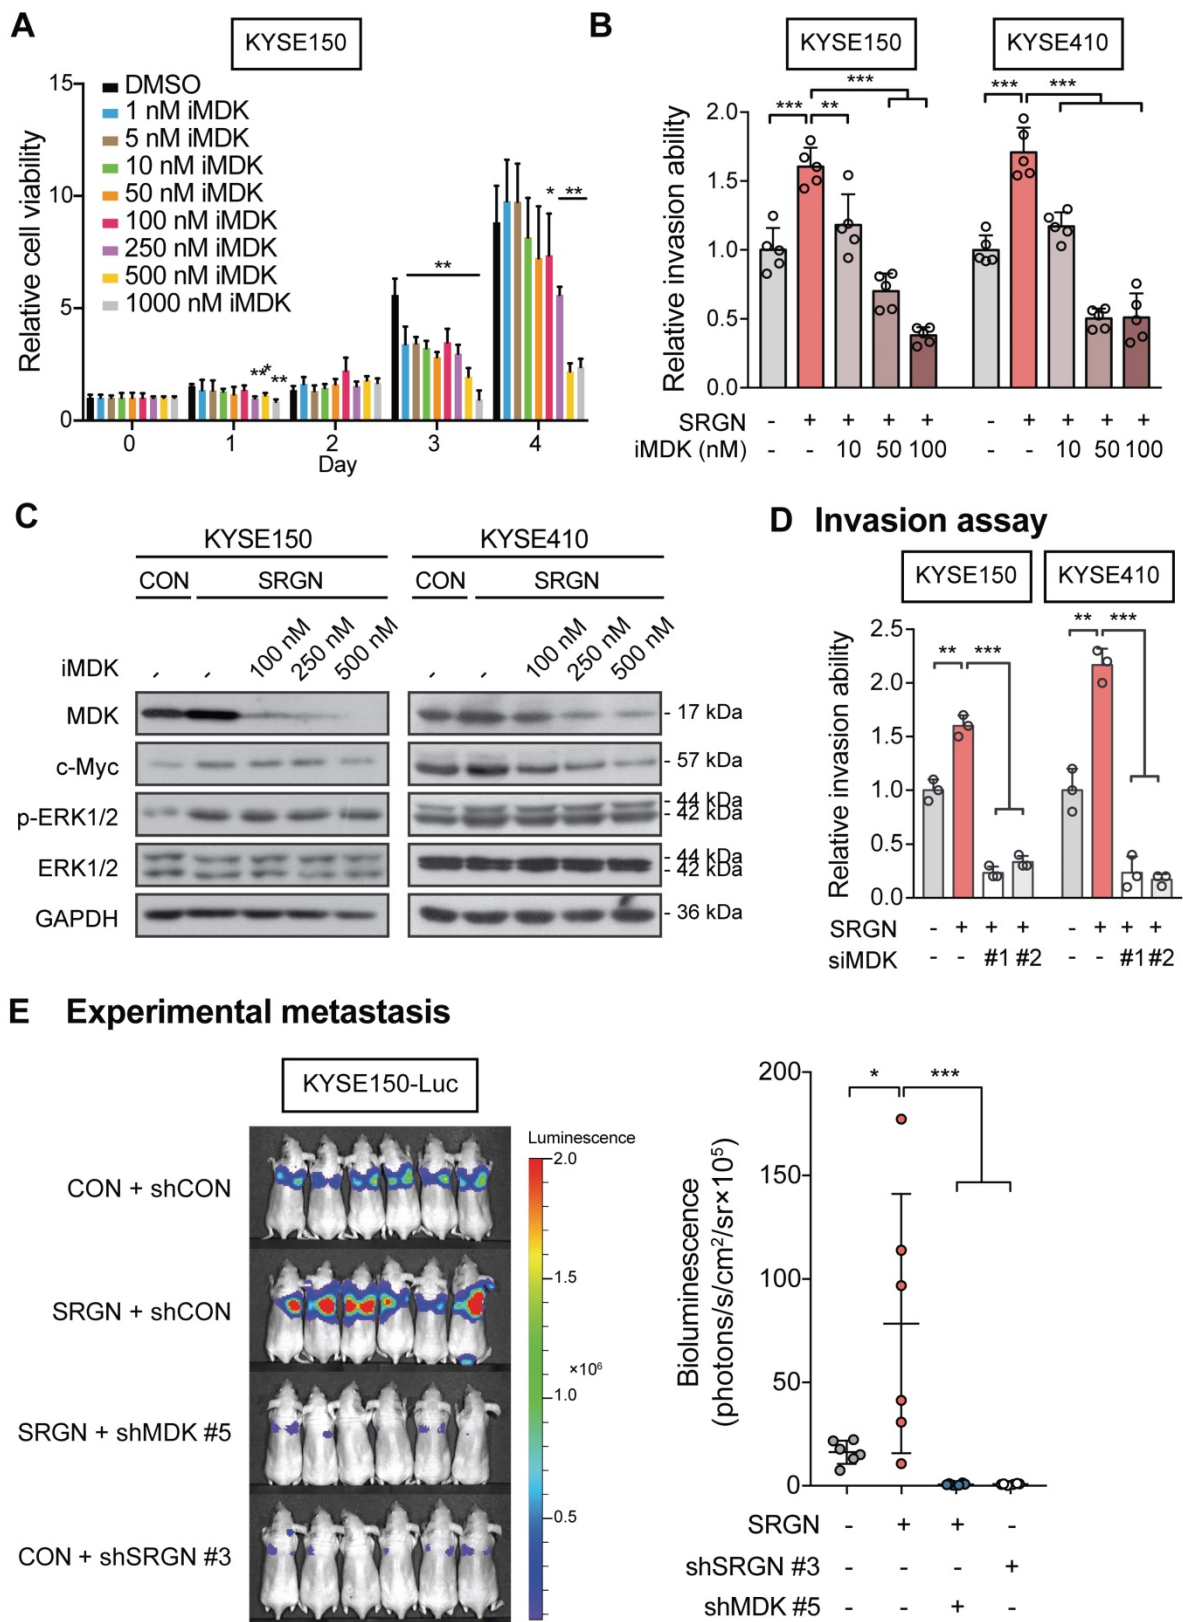 A
KYSE150
15
10
5
0
Relative cell viability
DMSO
1 nM iMDK
5 nM iMDK
10 nM iMDK
50 nM iMDK
100 nM iMDK
250 nM iMDK
500 nM iMDK
1000 nM iMDK
** * **
**
* **
0 1 2 3 4
Day
B
KYSE150 KYSE410
*** *** ***
*** **
2.0
1.5
1.0
0.5
0.0
Relative invasion ability
SRGN - + + + + - + + + +
iMDK (nM) - - 10 50 100 - - 10 50 100
C
KYSE150 KYSE410
CON SRGN CON SRGN
iMDK - - 100 nM 250 nM 500 nM - - 100 nM 250 nM 500 nM
MDK - 17 kDa
c-Myc - 57 kDa
p-ERK1/2 - 44 kDa
- 42 kDa
ERK1/2 - 44 kDa
- 42 kDa
GAPDH - 36 kDa
D Invasion assay
KYSE150 KYSE410
** *** ** ***
2.5
2.0
1.5
1.0
0.5
0.0
Relative invasion ability
SRGN - + + + - + + +
siMDK - - #1 #2 - - #1 #2
E Experimental metastasis
KYSE150-Luc
CON + shCON
SRGN + shCON
SRGN + shMDK #5
CON + shSRGN #3
Luminescence
2.0
1.5
×10⁶
1.0
0.5
* ***
200
150
100
50
0
Bioluminescence
(photons/s/cm²/sr×10⁵)
SRGN - + + -
shSRGN #3 - - - +
shMDK #5 - - + -